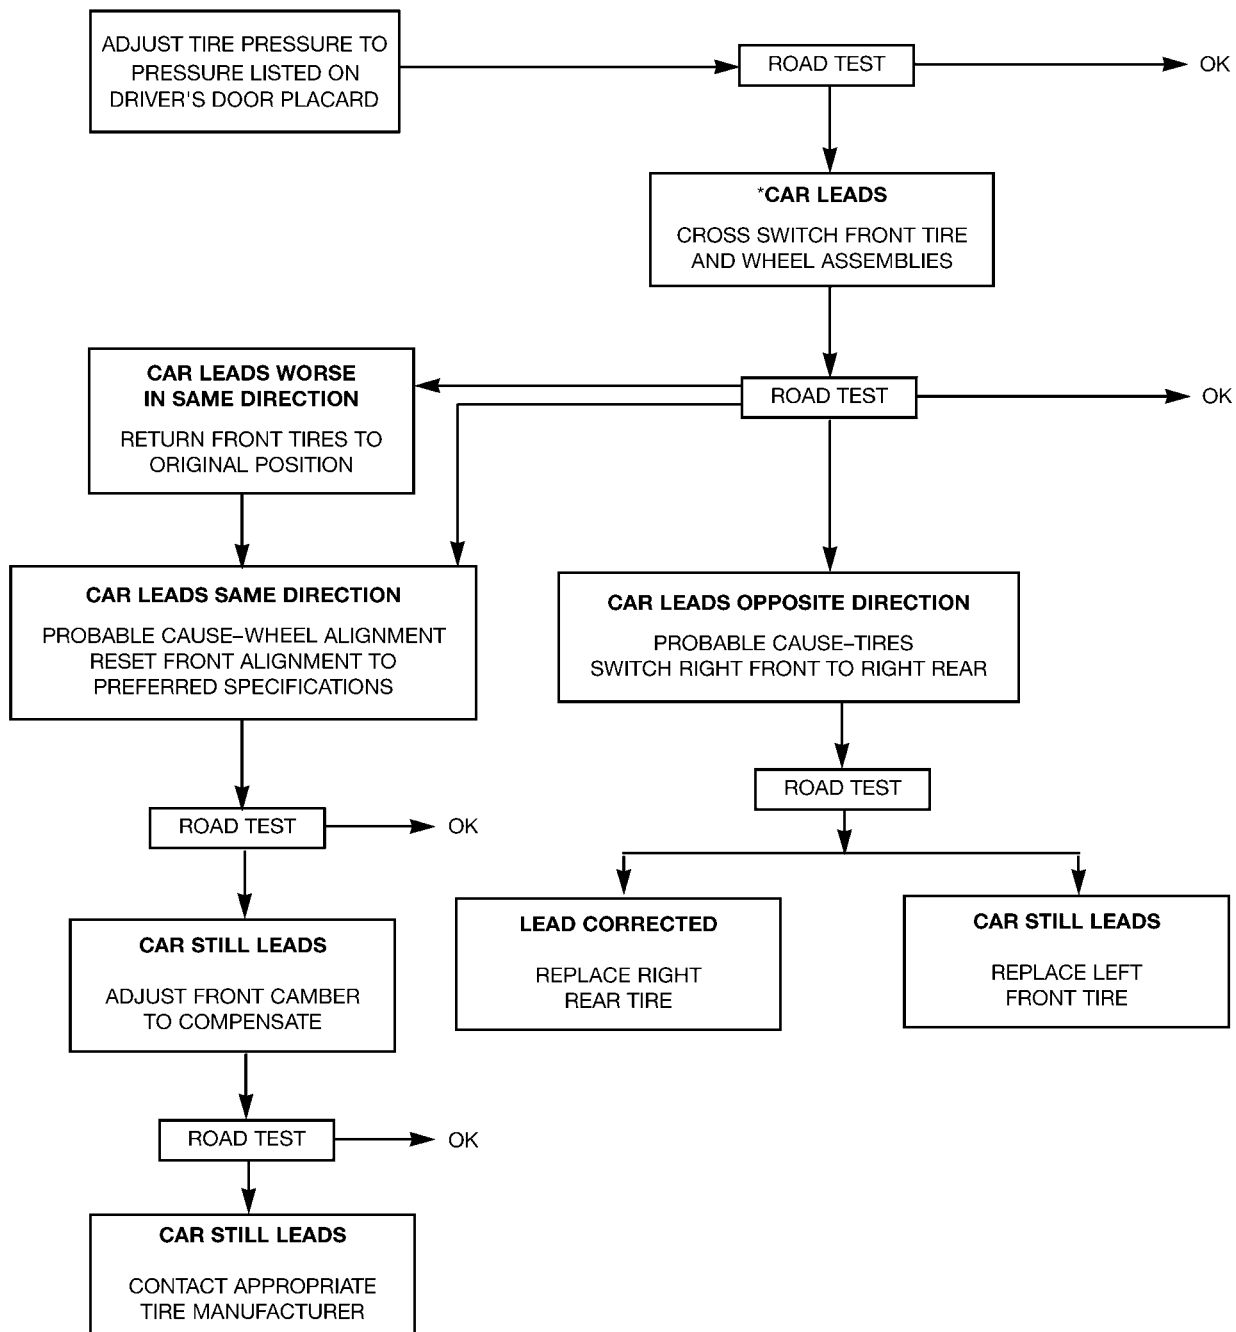 ADJUST TIRE PRESSURE TO
PRESSURE LISTED ON
DRIVER'S DOOR PLACARD
ROAD TEST
OK
*CAR LEADS
CROSS SWITCH FRONT TIRE
AND WHEEL ASSEMBLIES
CAR LEADS WORSE
IN SAME DIRECTION
RETURN FRONT TIRES TO
ORIGINAL POSITION
ROAD TEST
OK
CAR LEADS SAME DIRECTION
PROBABLE CAUSE–WHEEL ALIGNMENT
RESET FRONT ALIGNMENT TO
PREFERRED SPECIFICATIONS
CAR LEADS OPPOSITE DIRECTION
PROBABLE CAUSE–TIRES
SWITCH RIGHT FRONT TO RIGHT REAR
ROAD TEST
ROAD TEST
OK
CAR STILL LEADS
ADJUST FRONT CAMBER
TO COMPENSATE
LEAD CORRECTED
REPLACE RIGHT
REAR TIRE
CAR STILL LEADS
REPLACE LEFT
FRONT TIRE
ROAD TEST
OK
CAR STILL LEADS
CONTACT APPROPRIATE
TIRE MANUFACTURER